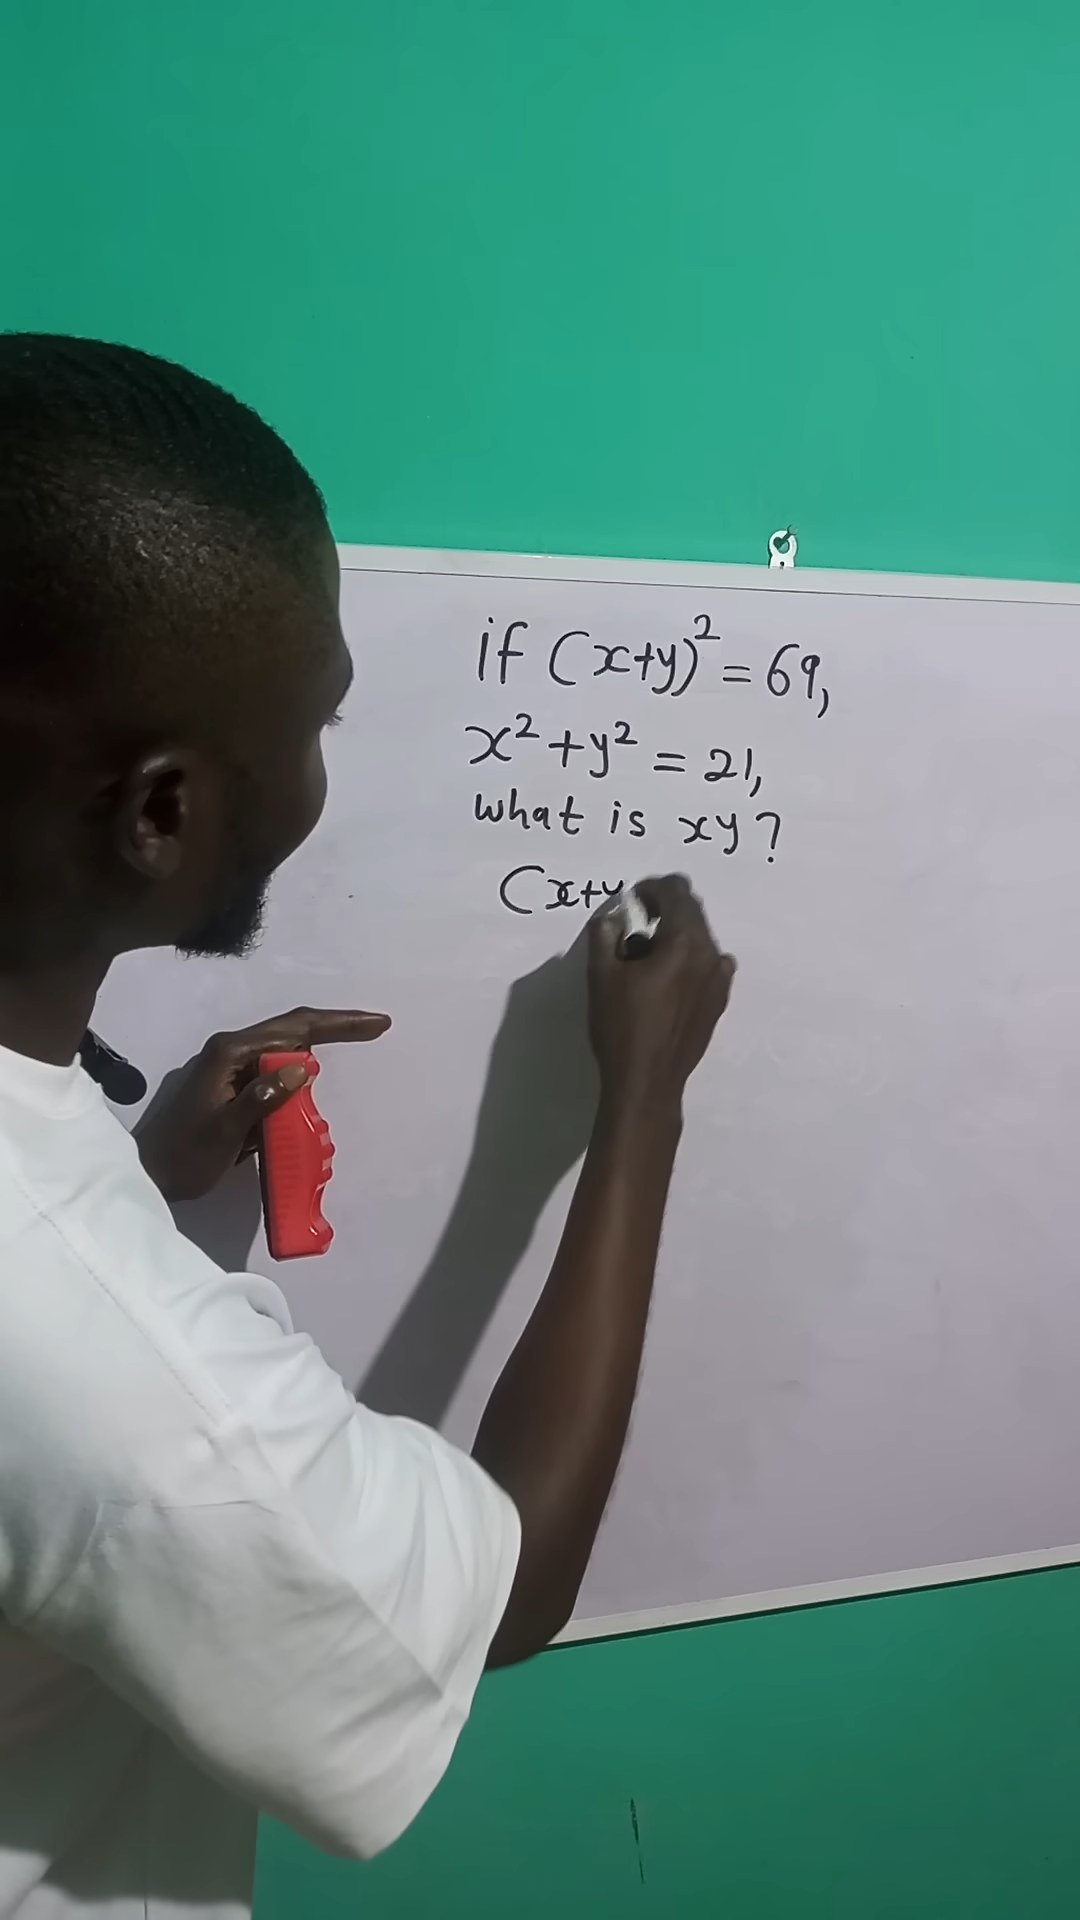 if (x+y)² = 69,
x² + y² = 21,
what is xy?
(x+y